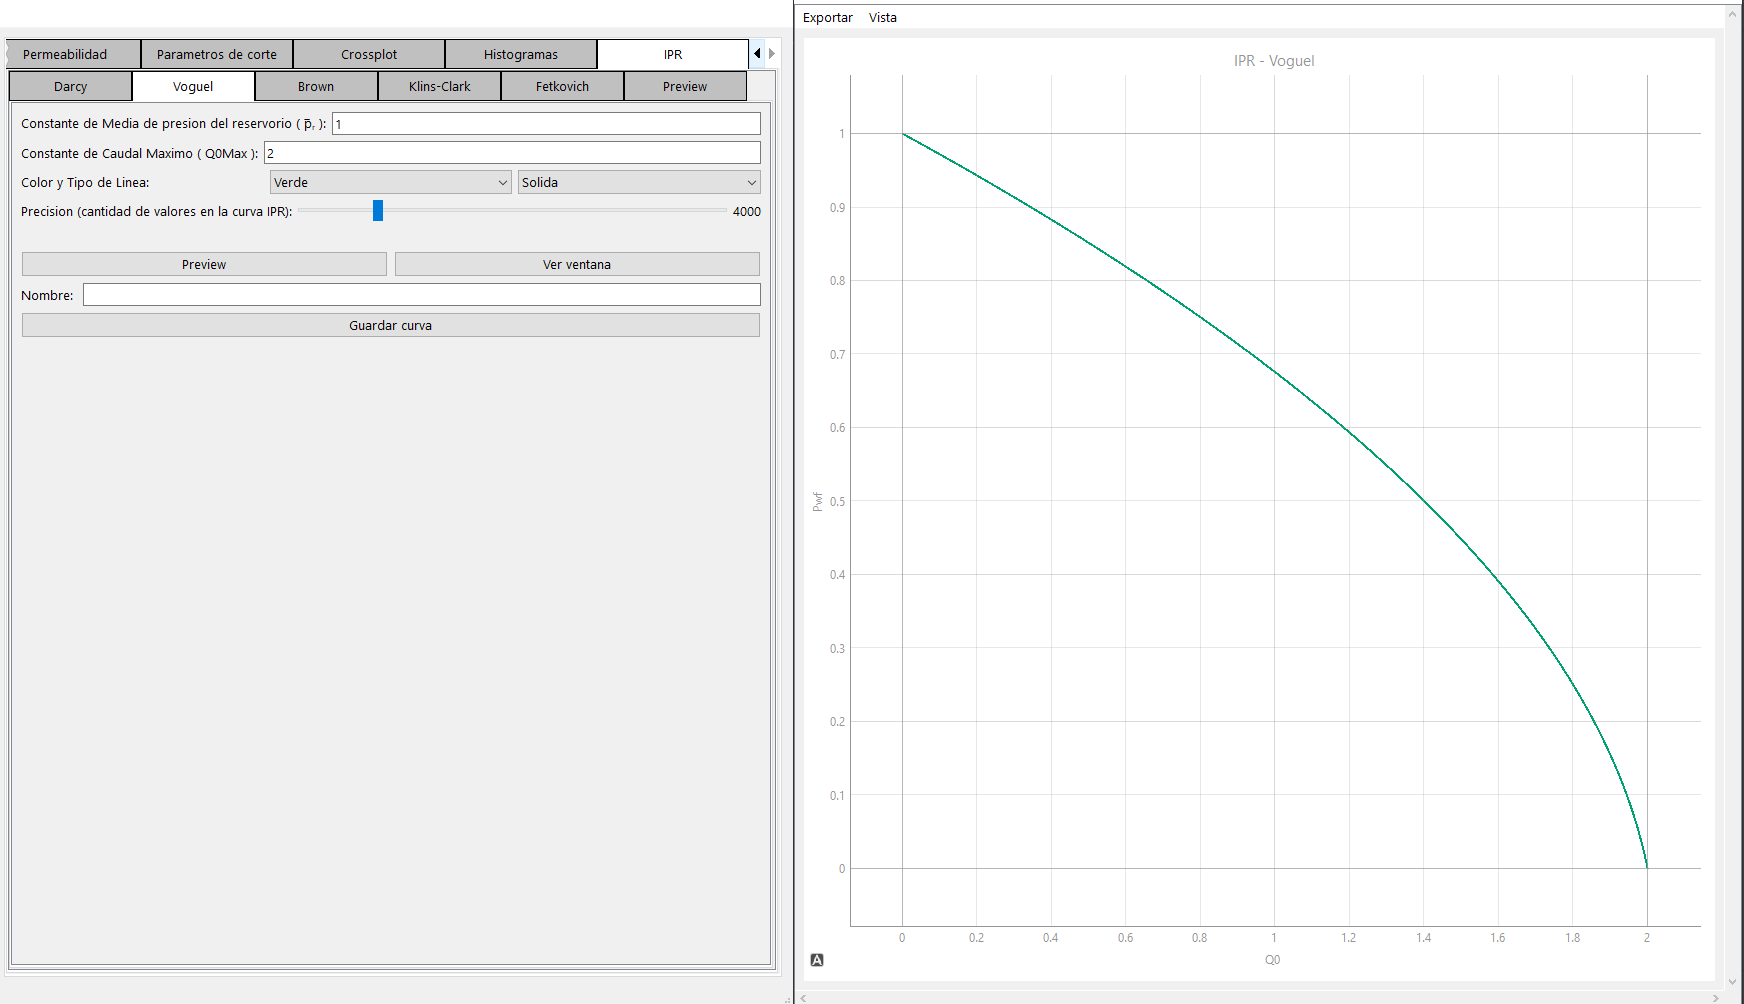 Permeabilidad Parametros de corte Crossplot Histogramas IPR
Darcy Voguel Brown Klins-Clark Fetkovich Preview
Constante de Media de presion del reservorio ( p̄ᵣ ): 1
Constante de Caudal Maximo ( Q0Max ): 2
Color y Tipo de Linea: Verde Solida
Precision (cantidad de valores en la curva IPR): 4000
Preview Ver ventana
Nombre:
Guardar curva
Exportar Vista
IPR - Voguel
1
0.9
0.8
0.7
0.6
0.5
0.4
0.3
0.2
0.1
0
Pwf
0 0.2 0.4 0.6 0.8 1 1.2 1.4 1.6 1.8 2
Q0
A